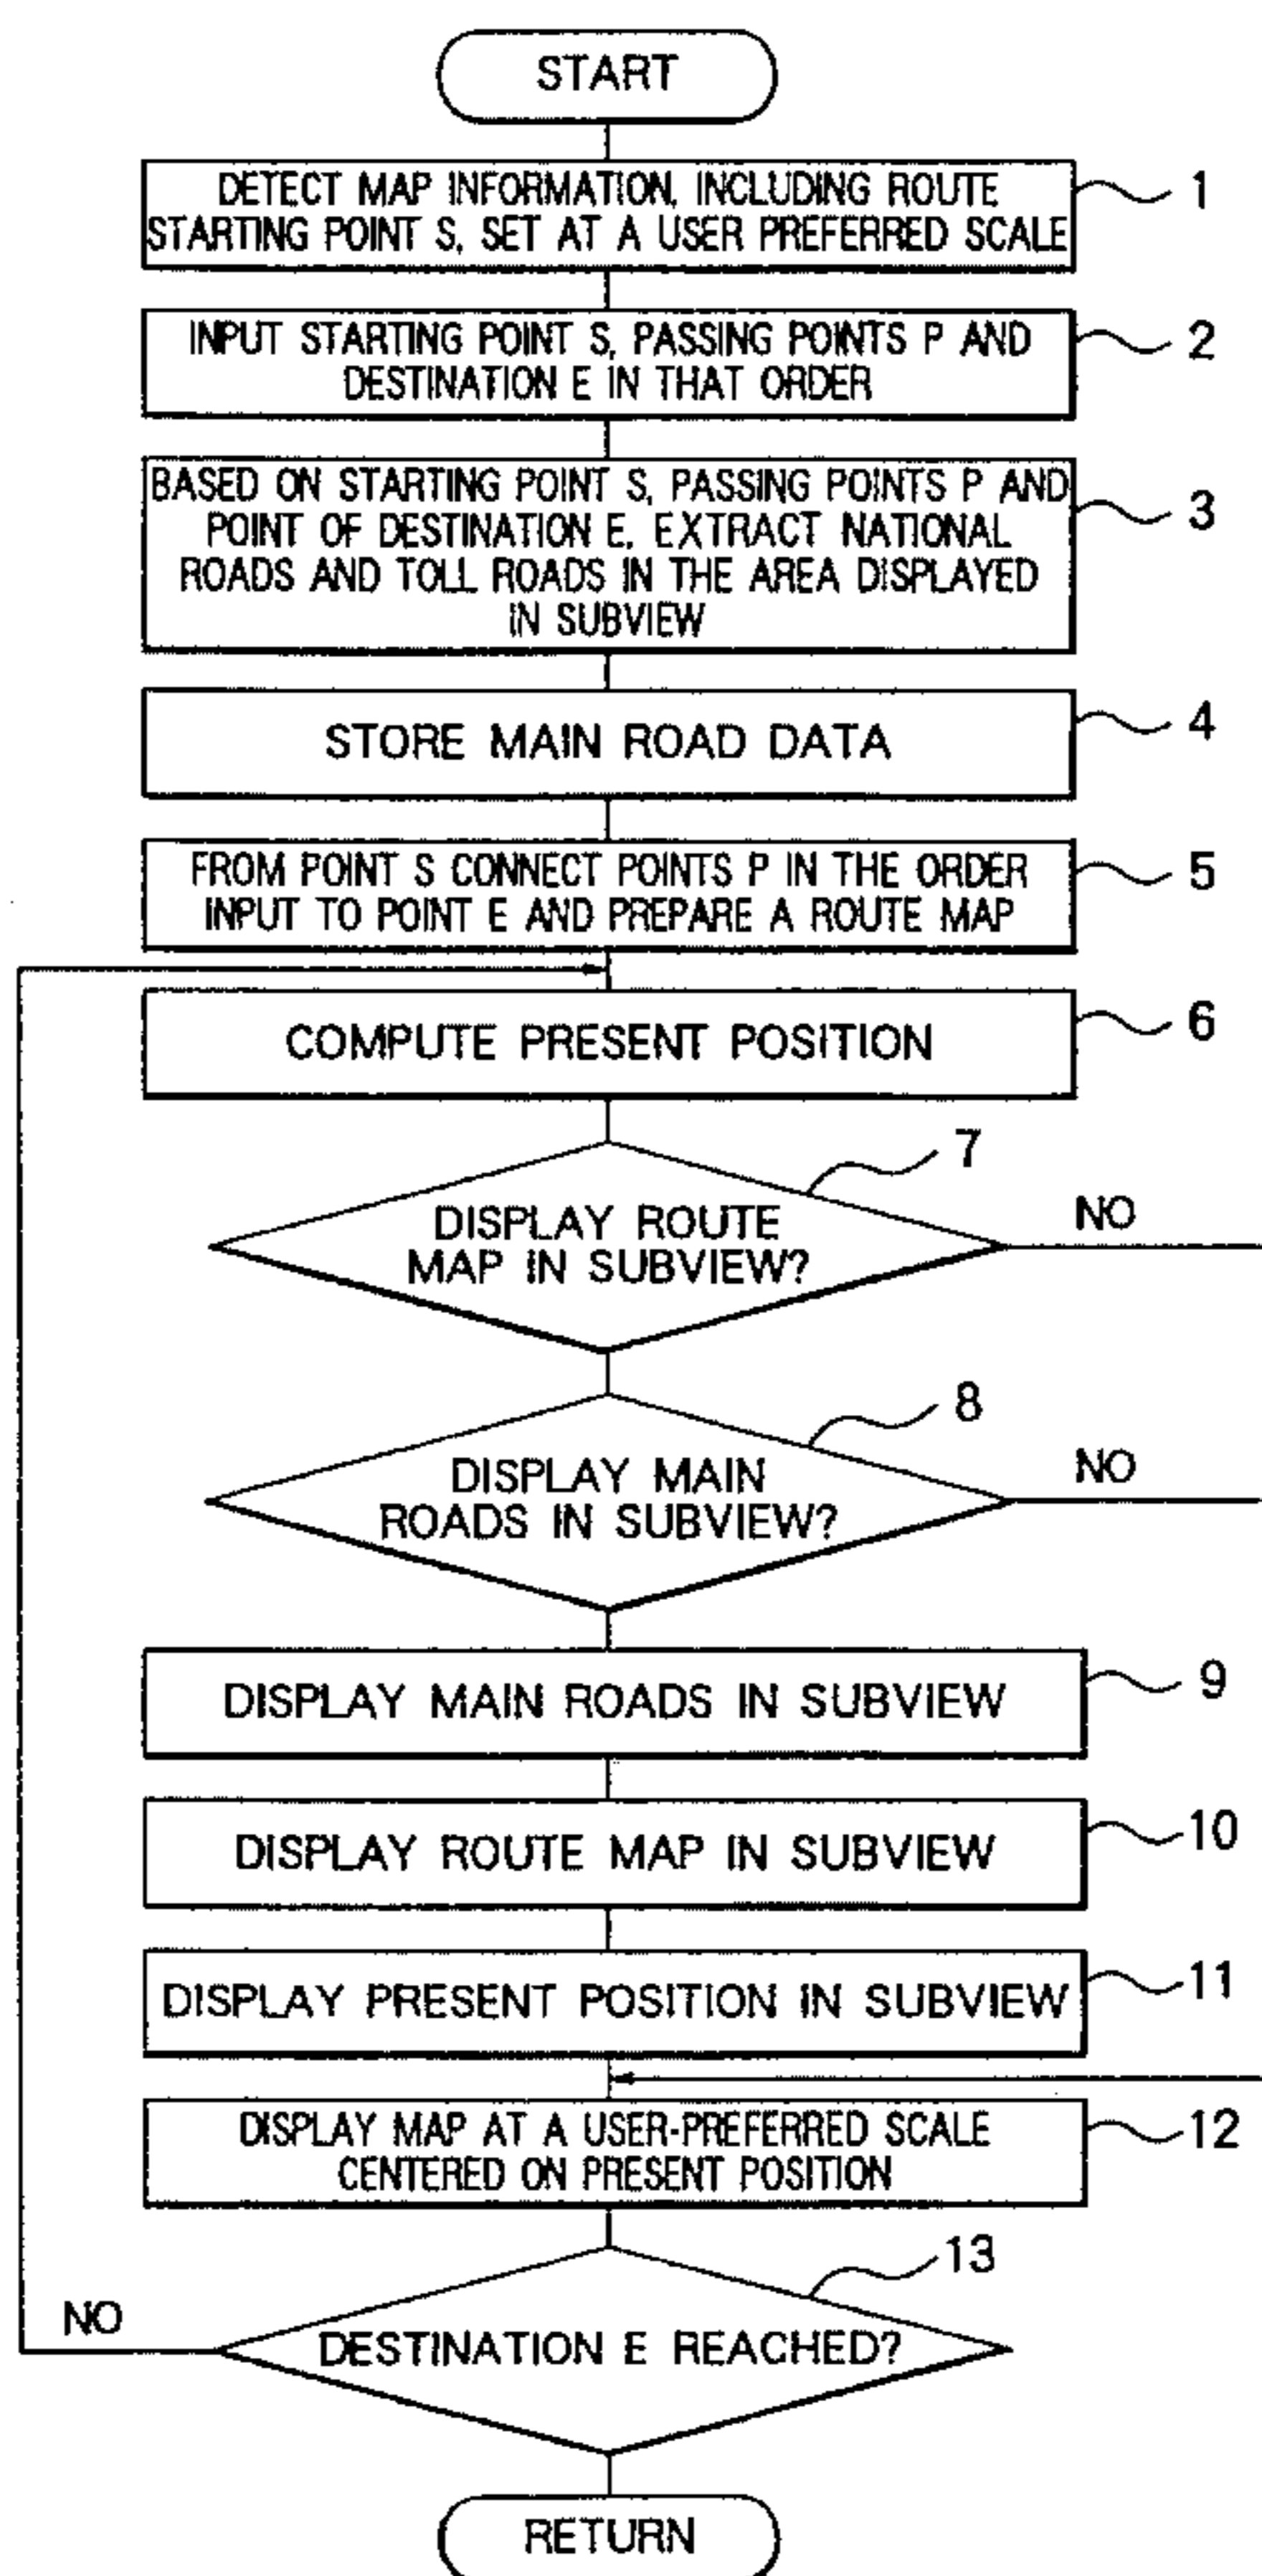 START
DETECT MAP INFORMATION, INCLUDING ROUTE
STARTING POINT S, SET AT A USER PREFERRED SCALE
1
INPUT STARTING POINT S, PASSING POINTS P AND
DESTINATION E IN THAT ORDER
2
BASED ON STARTING POINT S, PASSING POINTS P AND
POINT OF DESTINATION E, EXTRACT NATIONAL
ROADS AND TOLL ROADS IN THE AREA DISPLAYED
IN SUBVIEW
3
STORE MAIN ROAD DATA
4
FROM POINT S CONNECT POINTS P IN THE ORDER
INPUT TO POINT E AND PREPARE A ROUTE MAP
5
COMPUTE PRESENT POSITION
6
7
DISPLAY ROUTE
MAP IN SUBVIEW?
NO
8
DISPLAY MAIN
ROADS IN SUBVIEW?
NO
DISPLAY MAIN ROADS IN SUBVIEW
9
DISPLAY ROUTE MAP IN SUBVIEW
10
DISPLAY PRESENT POSITION IN SUBVIEW
11
DISPLAY MAP AT A USER-PREFERRED SCALE
CENTERED ON PRESENT POSITION
12
13
NO
DESTINATION E REACHED?
RETURN